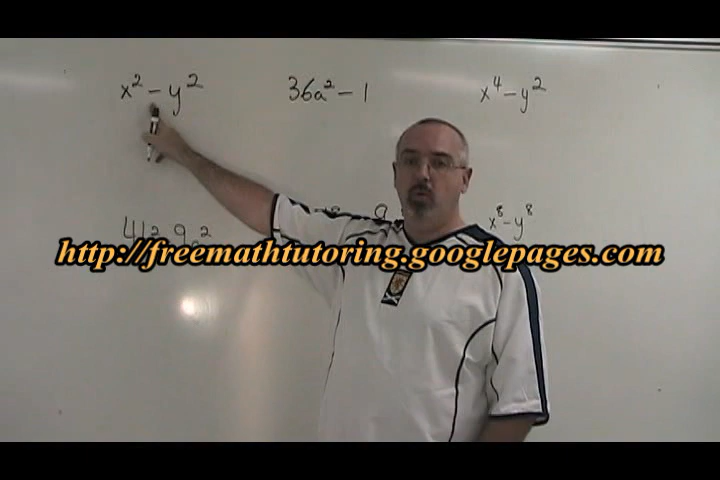 x² − y² 36a² − 1 x⁴ − y²
x⁸ − y⁸
http://freemathtutoring.googlepages.com